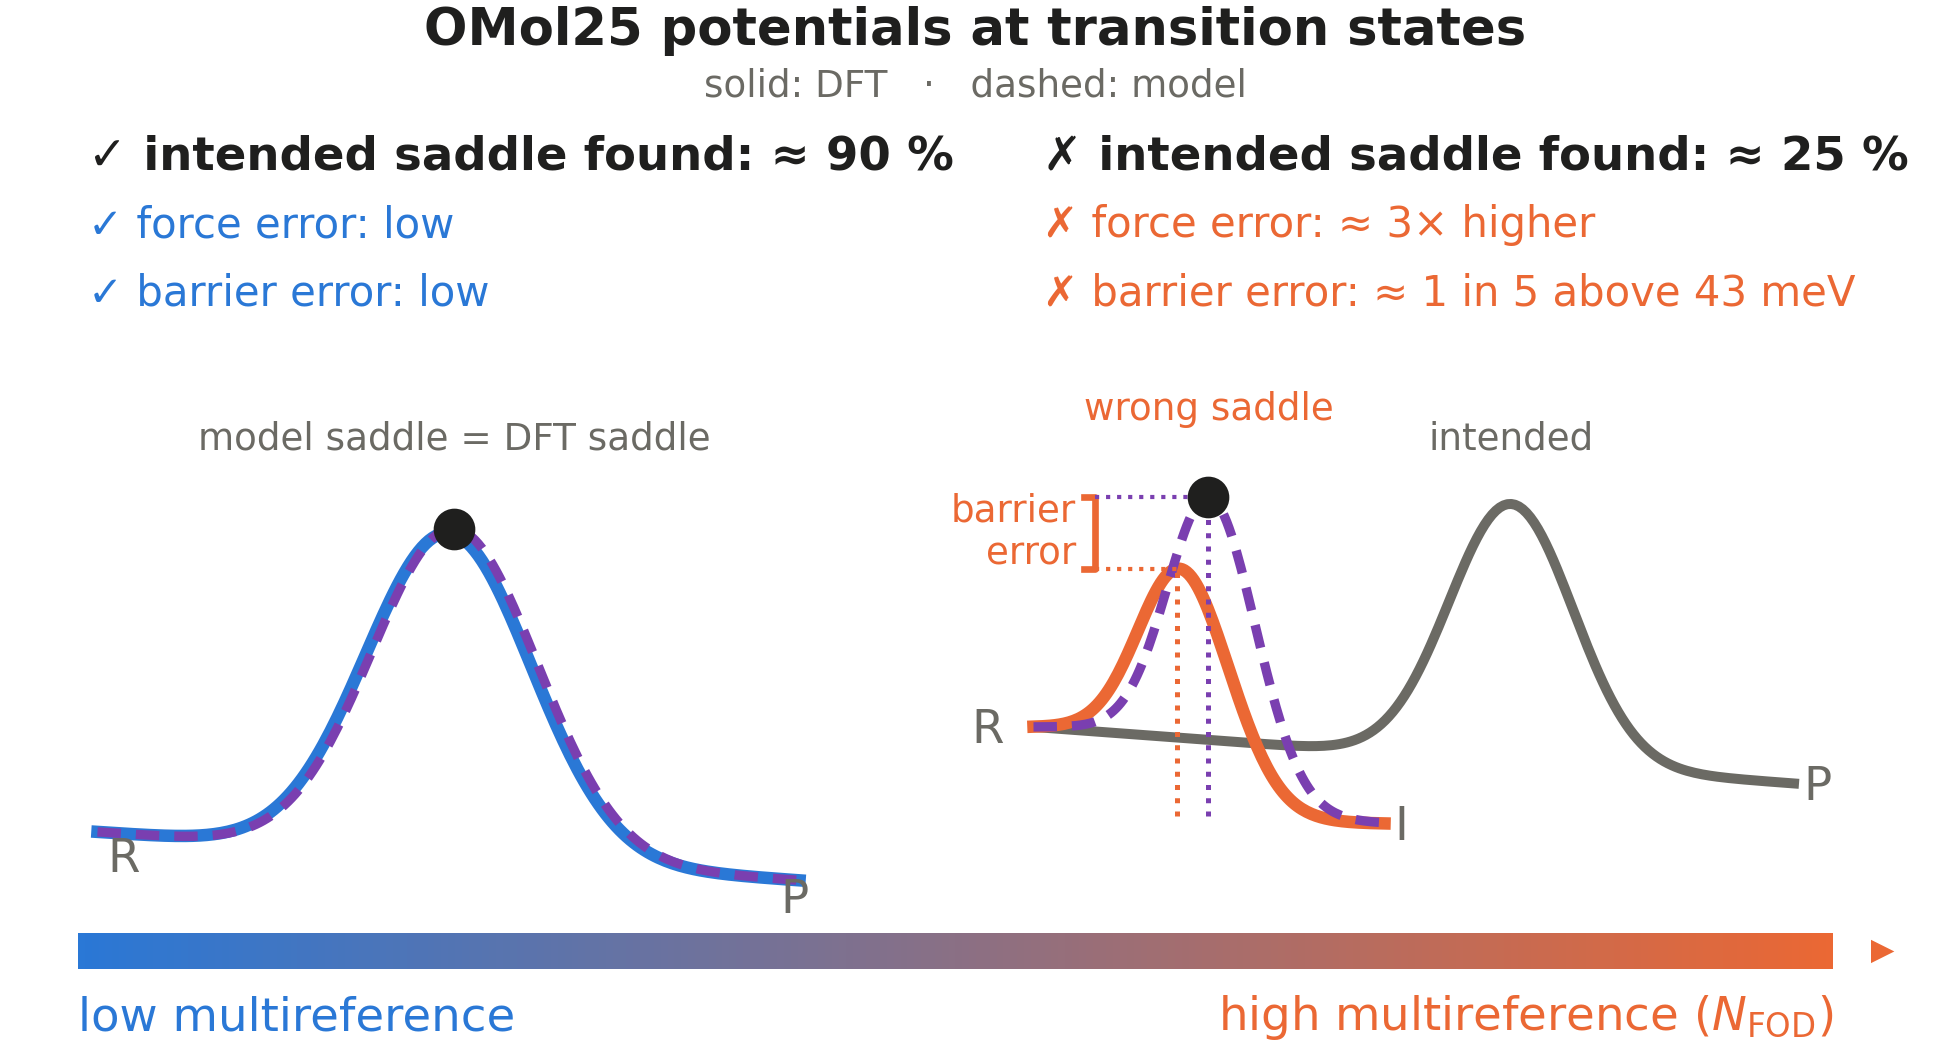 OMol25 potentials at transition states
solid: DFT · dashed: model
✓ intended saddle found: ≈ 90 %
✓ force error: low
✓ barrier error: low
✗ intended saddle found: ≈ 25 %
✗ force error: ≈ 3× higher
✗ barrier error: ≈ 1 in 5 above 43 meV
model saddle = DFT saddle
R
P
wrong saddle
intended
barrier
error
R
I
P
low multireference
high multireference (N_FOD)